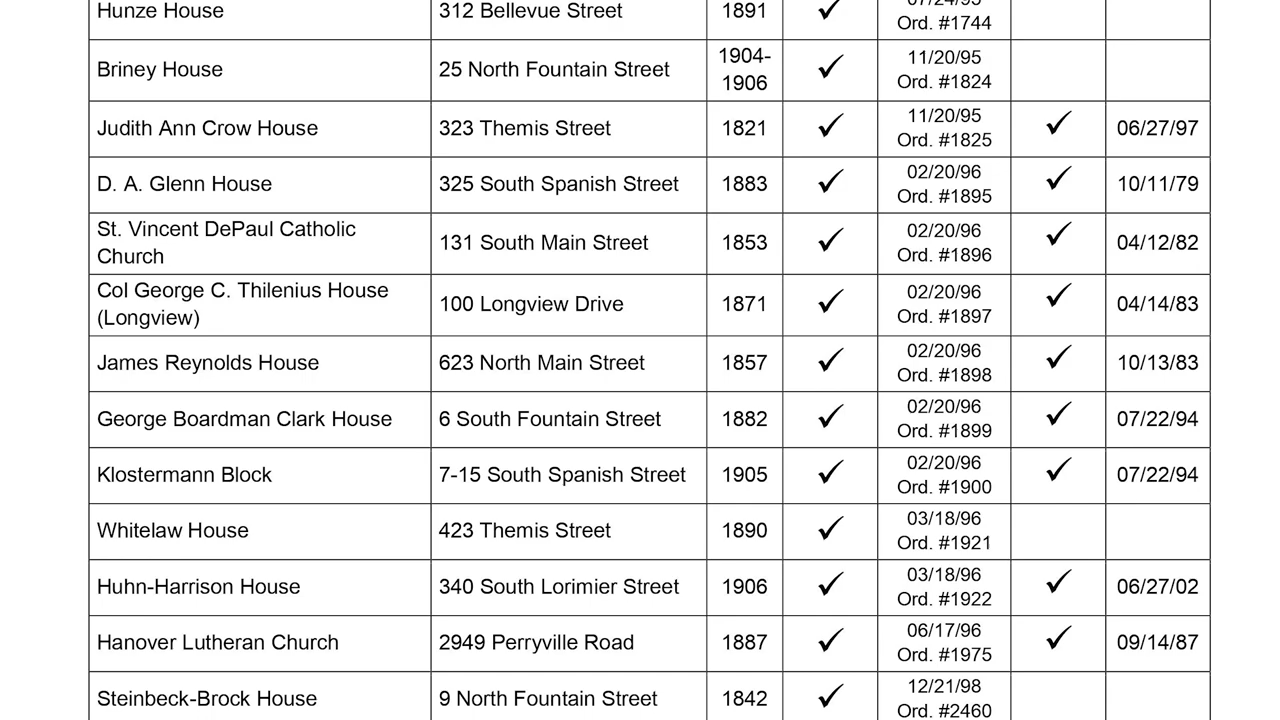 Hunze House 312 Bellevue Street 1891 ✓ 07/24/95
Ord. #1744
Briney House 25 North Fountain Street 1904-
1906 ✓ 11/20/95
Ord. #1824
Judith Ann Crow House 323 Themis Street 1821 ✓ 11/20/95
Ord. #1825 ✓ 06/27/97
D. A. Glenn House 325 South Spanish Street 1883 ✓ 02/20/96
Ord. #1895 ✓ 10/11/79
St. Vincent DePaul Catholic
Church 131 South Main Street 1853 ✓ 02/20/96
Ord. #1896 ✓ 04/12/82
Col George C. Thilenius House
(Longview) 100 Longview Drive 1871 ✓ 02/20/96
Ord. #1897 ✓ 04/14/83
James Reynolds House 623 North Main Street 1857 ✓ 02/20/96
Ord. #1898 ✓ 10/13/83
George Boardman Clark House 6 South Fountain Street 1882 ✓ 02/20/96
Ord. #1899 ✓ 07/22/94
Klostermann Block 7-15 South Spanish Street 1905 ✓ 02/20/96
Ord. #1900 ✓ 07/22/94
Whitelaw House 423 Themis Street 1890 ✓ 03/18/96
Ord. #1921
Huhn-Harrison House 340 South Lorimier Street 1906 ✓ 03/18/96
Ord. #1922 ✓ 06/27/02
Hanover Lutheran Church 2949 Perryville Road 1887 ✓ 06/17/96
Ord. #1975 ✓ 09/14/87
Steinbeck-Brock House 9 North Fountain Street 1842 ✓ 12/21/98
Ord. #2460